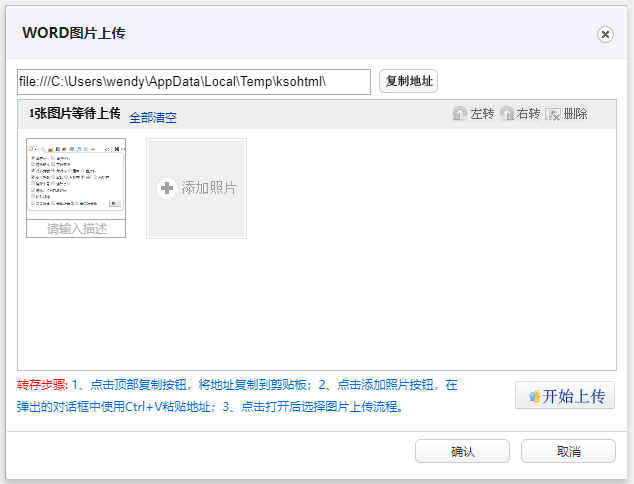 WORD图片上传
file:///C:\Users\wendy\AppData\Local\Temp\ksohtml\
复制地址
1张图片等待上传 全部清空 左转 右转 删除
请输入描述
添加照片
转存步骤: 1、点击顶部复制按钮，将地址复制到剪贴板；2、点击添加照片按钮，在
弹出的对话框中使用Ctrl+V粘贴地址；3、点击打开后选择图片上传流程。
开始上传
确认 取消